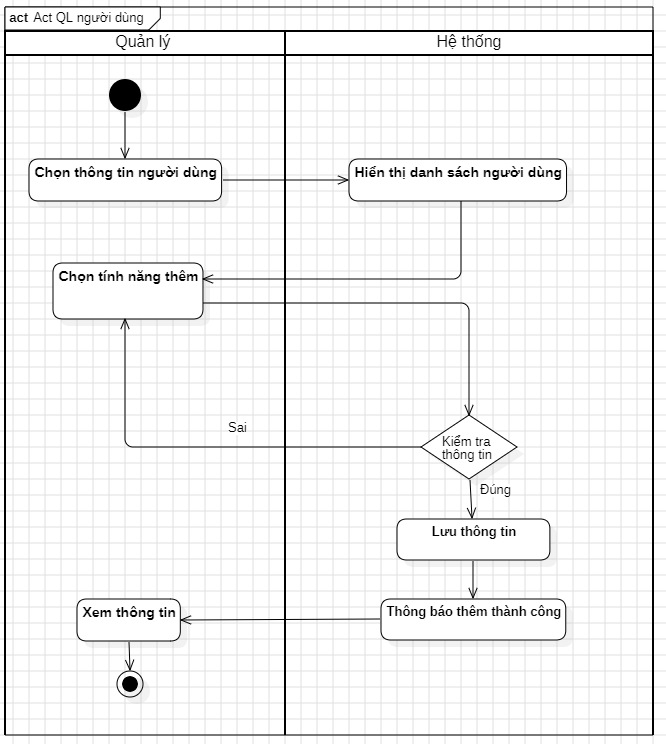 act Act QL người dùng
Quản lý
Hệ thống
Chọn thông tin người dùng
Hiển thị danh sách người dùng
Chọn tính năng thêm
Sai
Kiểm tra
thông tin
Đúng
Lưu thông tin
Xem thông tin
Thông báo thêm thành công